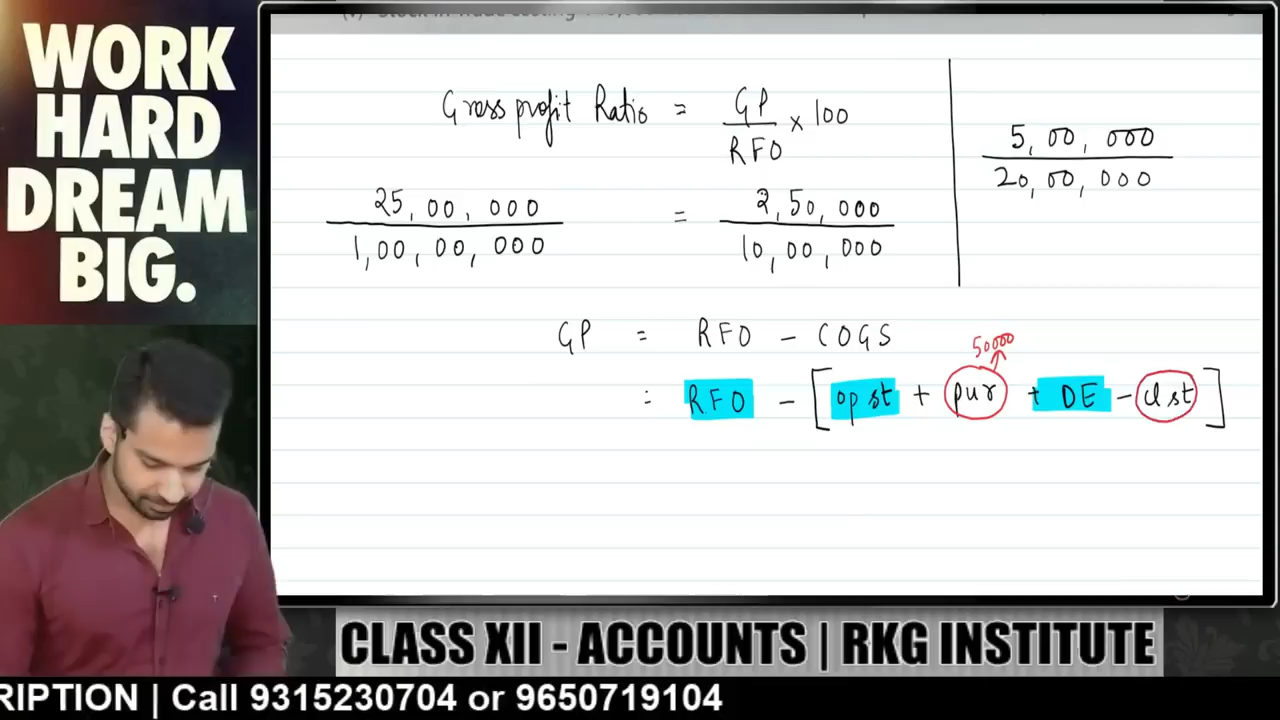 WORK
HARD
DREAM
BIG.
Gross profit Ratio = GP / RFO × 100
25,00,000 / 1,00,00,000 = 2,50,000 / 10,00,000
5,00,000 / 20,00,000
GP = RFO - COGS
50000
= RFO - [op st + pur + DE - cl st]
CLASS XII - ACCOUNTS | RKG INSTITUTE
RIPTION | Call 9315230704 or 9650719104